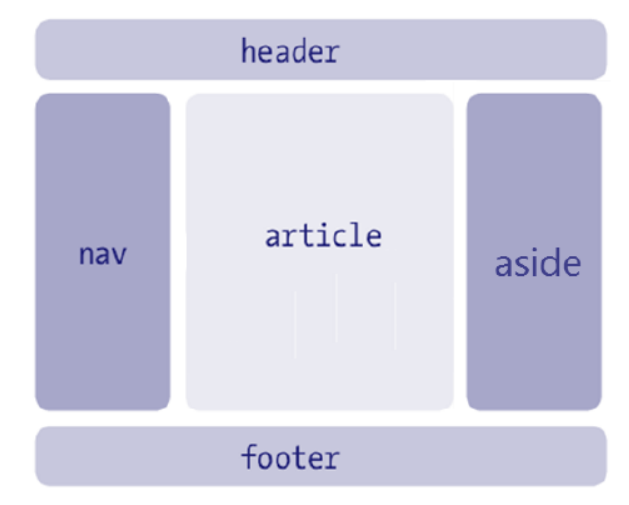 header
nav
article
aside
footer